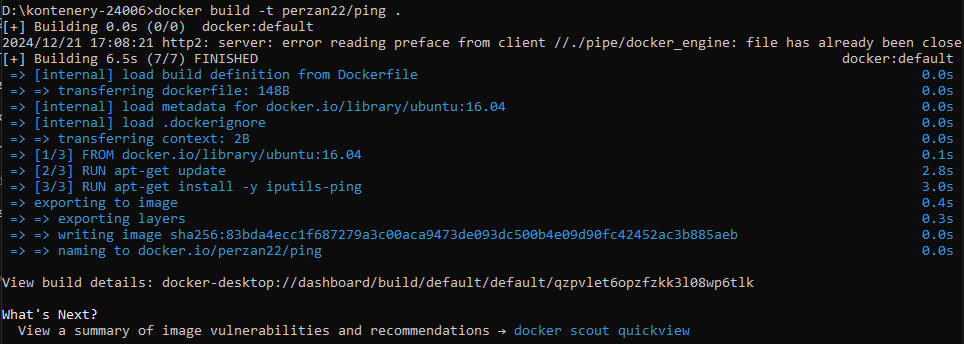 D:\kontenery-24006>docker build -t perzan22/ping .
[+] Building 0.0s (0/0)  docker:default
2024/12/21 17:08:21 http2: server: error reading preface from client //./pipe/docker_engine: file has already been close
[+] Building 6.5s (7/7) FINISHED docker:default
=> [internal] load build definition from Dockerfile 0.0s
=> => transferring dockerfile: 148B 0.0s
=> [internal] load metadata for docker.io/library/ubuntu:16.04 0.0s
=> [internal] load .dockerignore 0.0s
=> => transferring context: 2B 0.0s
=> [1/3] FROM docker.io/library/ubuntu:16.04 0.1s
=> [2/3] RUN apt-get update 2.8s
=> [3/3] RUN apt-get install -y iputils-ping 3.0s
=> exporting to image 0.4s
=> => exporting layers 0.3s
=> => writing image sha256:83bda4ecc1f687279a3c00aca9473de093dc500b4e09d90fc42452ac3b885aeb 0.0s
=> => naming to docker.io/perzan22/ping 0.0s
View build details: docker-desktop://dashboard/build/default/default/qzpvlet6opzfzkk3l08wp6tlk
What's Next?
View a summary of image vulnerabilities and recommendations → docker scout quickview